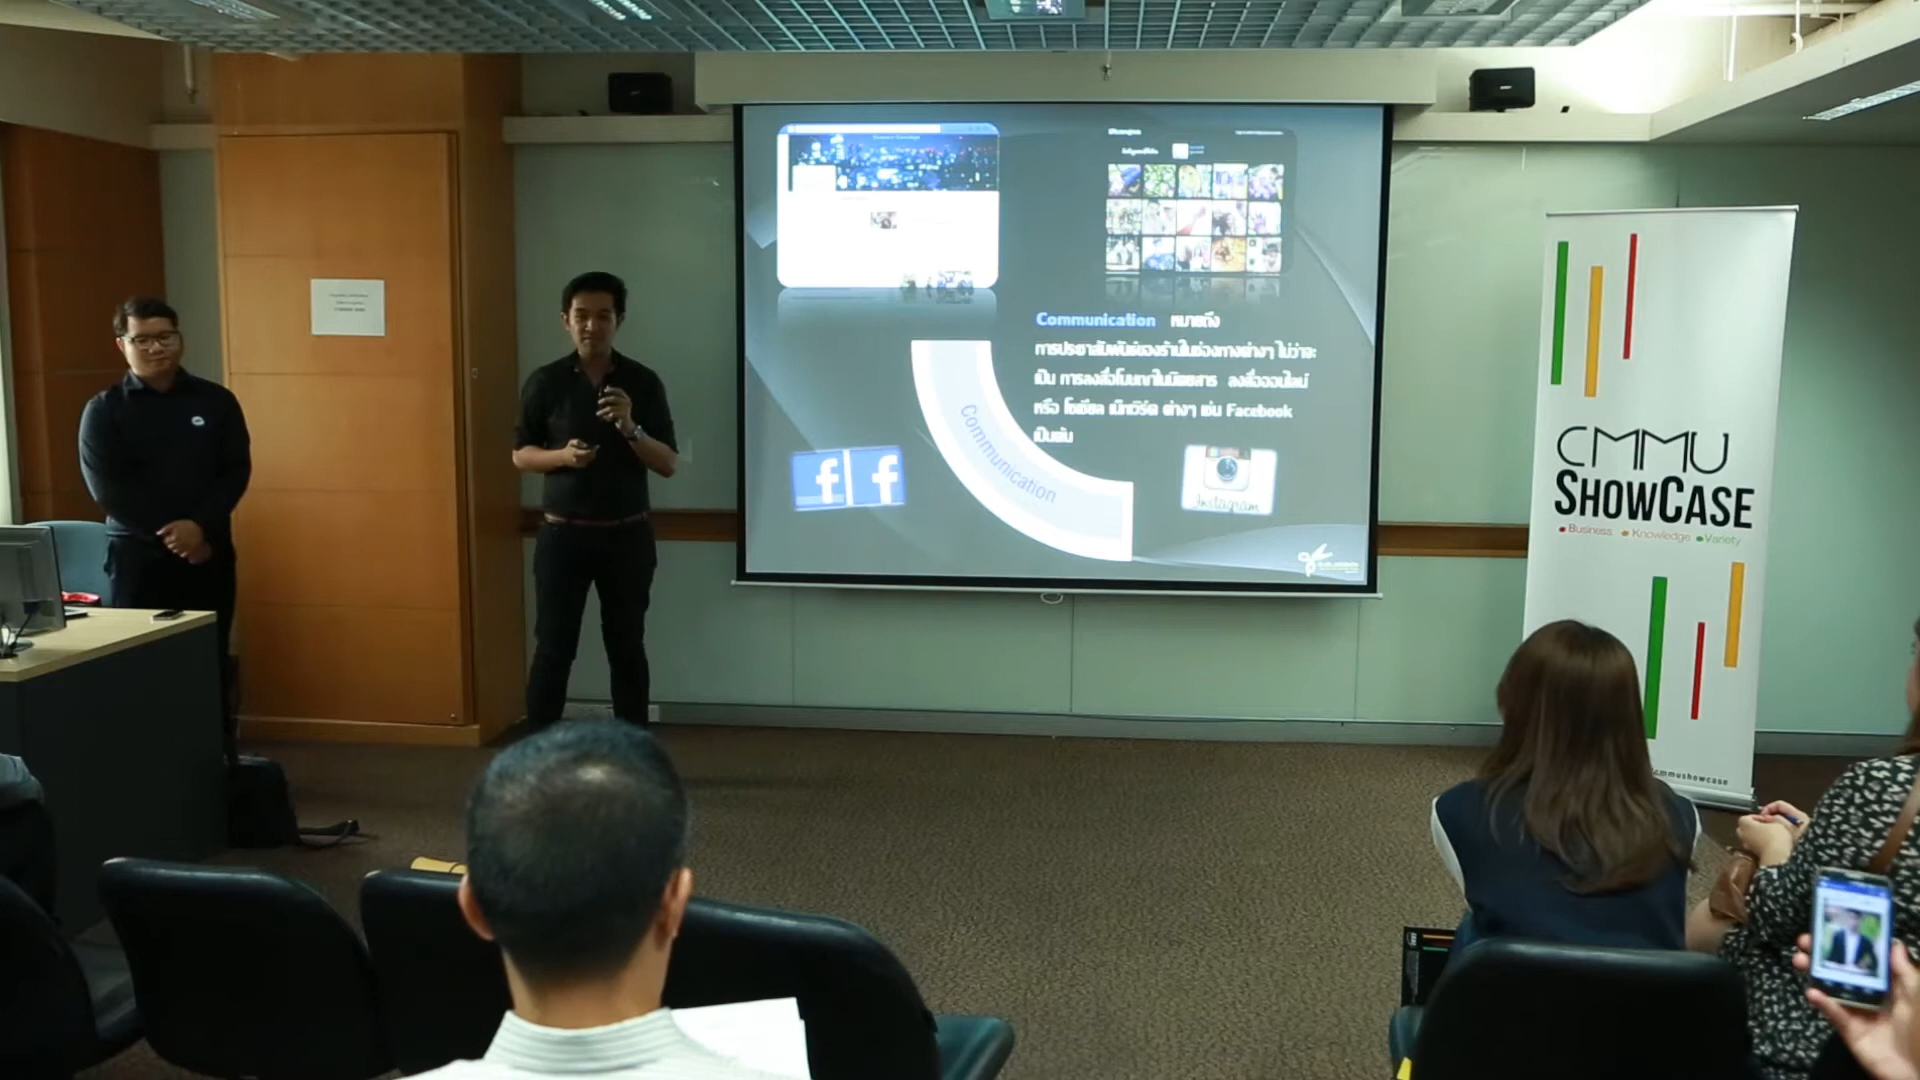 Communication หมายถึง
การประชาสัมพันธ์ของร้านในช่องทางต่างๆ ไม่ว่าจะ
เป็น การลงสื่อโฆษณาในนิตยสาร ลงสื่อออนไลน์
หรือ โซเชียล เน็ทเวิร์ค ต่างๆ เช่น Facebook
เป็นต้น
Communication
f f
Instagram
CMMU
SHOWCASE
Business Knowledge Variety
cmmushowcase